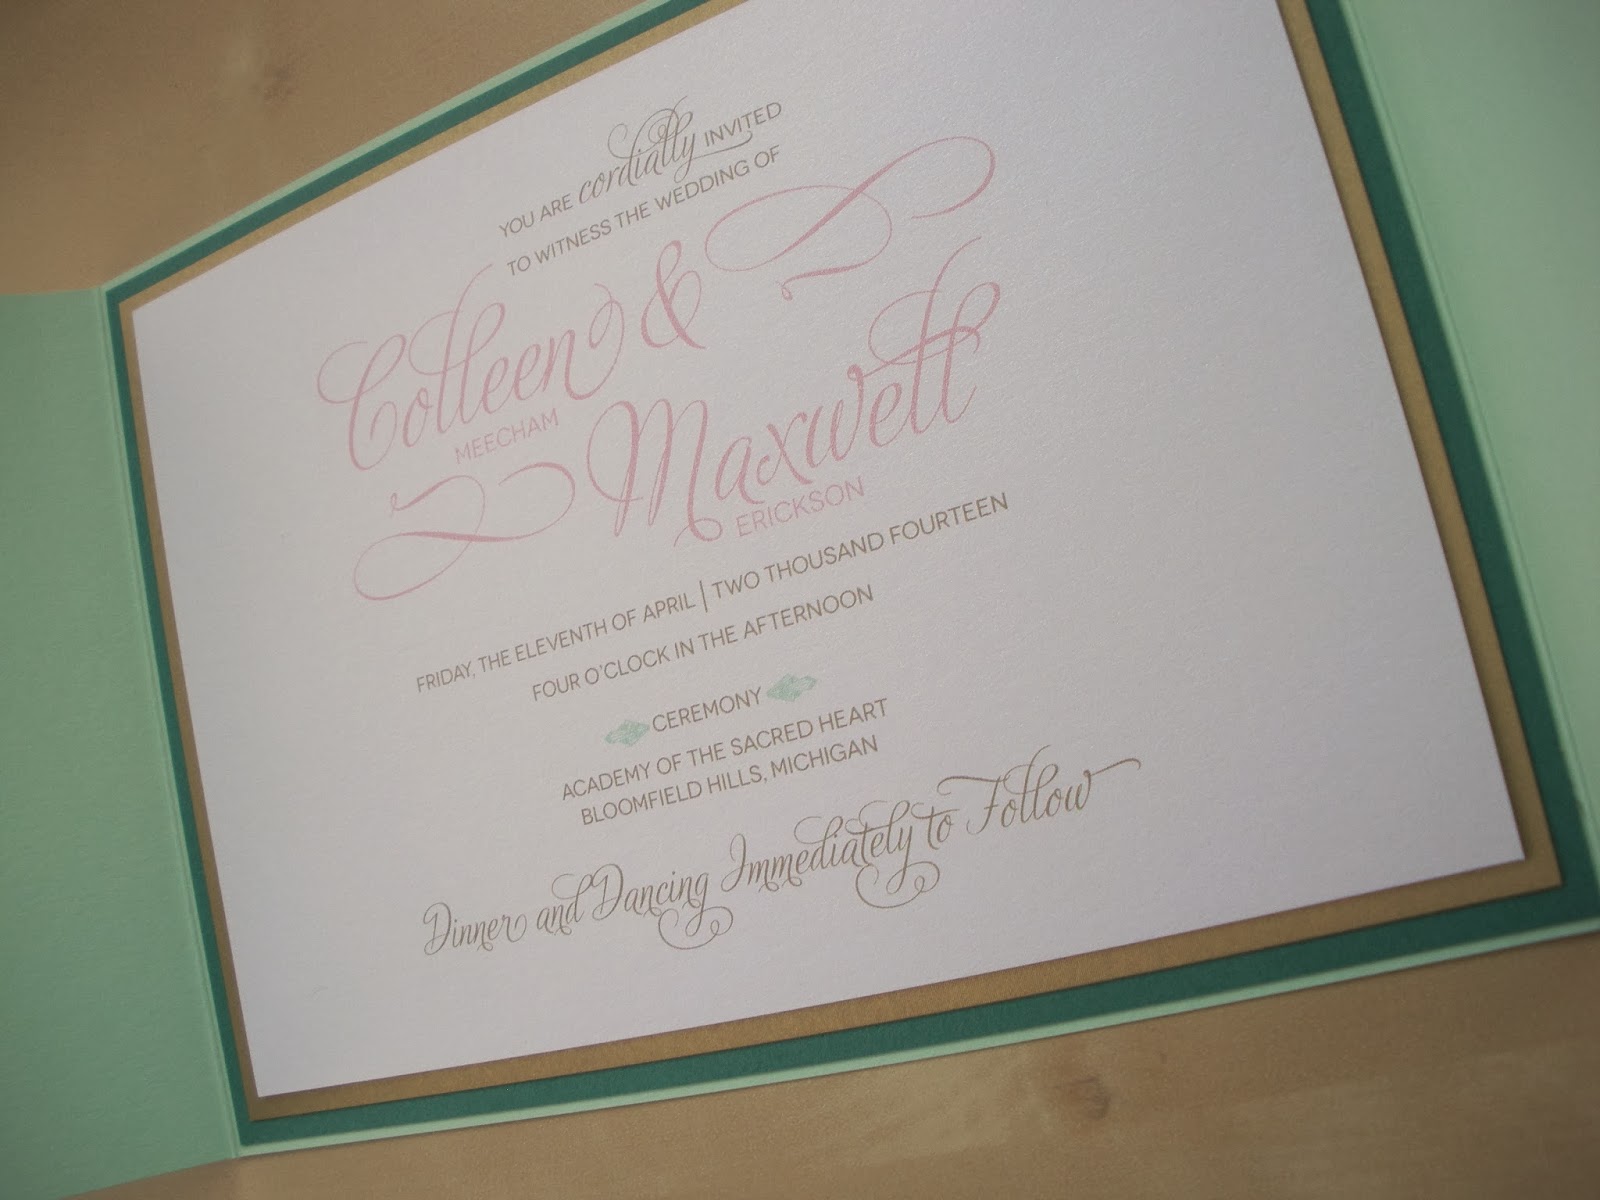 YOU ARE cordially INVITED
TO WITNESS THE WEDDING OF
Colleen &
MEECHAM
Maxwell
ERICKSON
FRIDAY, THE ELEVENTH OF APRIL | TWO THOUSAND FOURTEEN
FOUR O'CLOCK IN THE AFTERNOON
CEREMONY
ACADEMY OF THE SACRED HEART
BLOOMFIELD HILLS, MICHIGAN
Dinner and Dancing Immediately to Follow